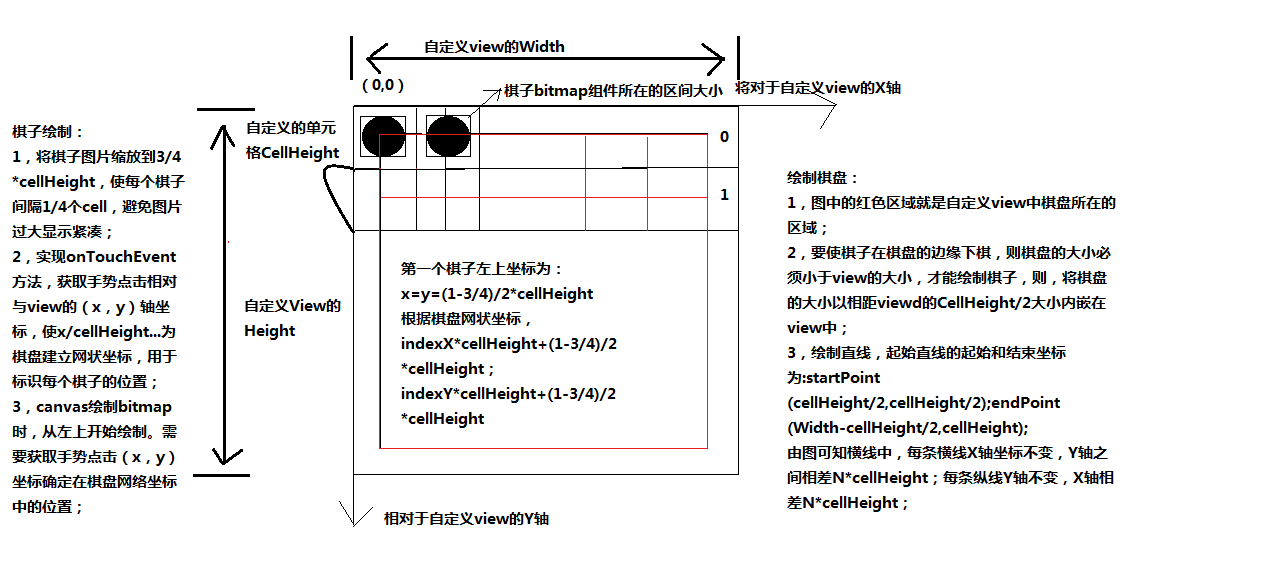 自定义view的Width
（0,0）
棋子bitmap组件所在的区间大小
将对于自定义view的X轴
自定义的单元
格CellHeight
0
1
棋子绘制：
1，将棋子图片缩放到3/4
*cellHeight，使每个棋子
间隔1/4个cell，避免图片
过大显示紧凑；
2，实现onTouchEvent
方法，获取手势点击相对
与view的（x，y）轴坐
标，使x/cellHeight...为
棋盘建立网状坐标，用于
标识每个棋子的位置；
3，canvas绘制bitmap
时，从左上开始绘制。需
要获取手势点击（x，y）
坐标确定在棋盘网络坐标
中的位置；
自定义View的
Height
第一个棋子左上坐标为：
x=y=(1-3/4)/2*cellHeight
根据棋盘网状坐标，
indexX*cellHeight+(1-3/4)/2
*cellHeight；
indexY*cellHeight+(1-3/4)/2
*cellHeight
相对于自定义view的Y轴
绘制棋盘：
1，图中的红色区域就是自定义view中棋盘所在的
区域；
2，要使棋子在棋盘的边缘下棋，则棋盘的大小必
须小于view的大小，才能绘制棋子，则，将棋盘
的大小以相距viewd的CellHeight/2大小内嵌在
view中；
3，绘制直线，起始直线的起始和结束坐标
为:startPoint
(cellHeight/2,cellHeight/2);endPoint
(Width-cellHeight/2,cellHeight);
由图可知横线中，每条横线X轴坐标不变，Y轴之
间相差N*cellHeight；每条纵线Y轴不变，X轴相
差N*cellHeight；